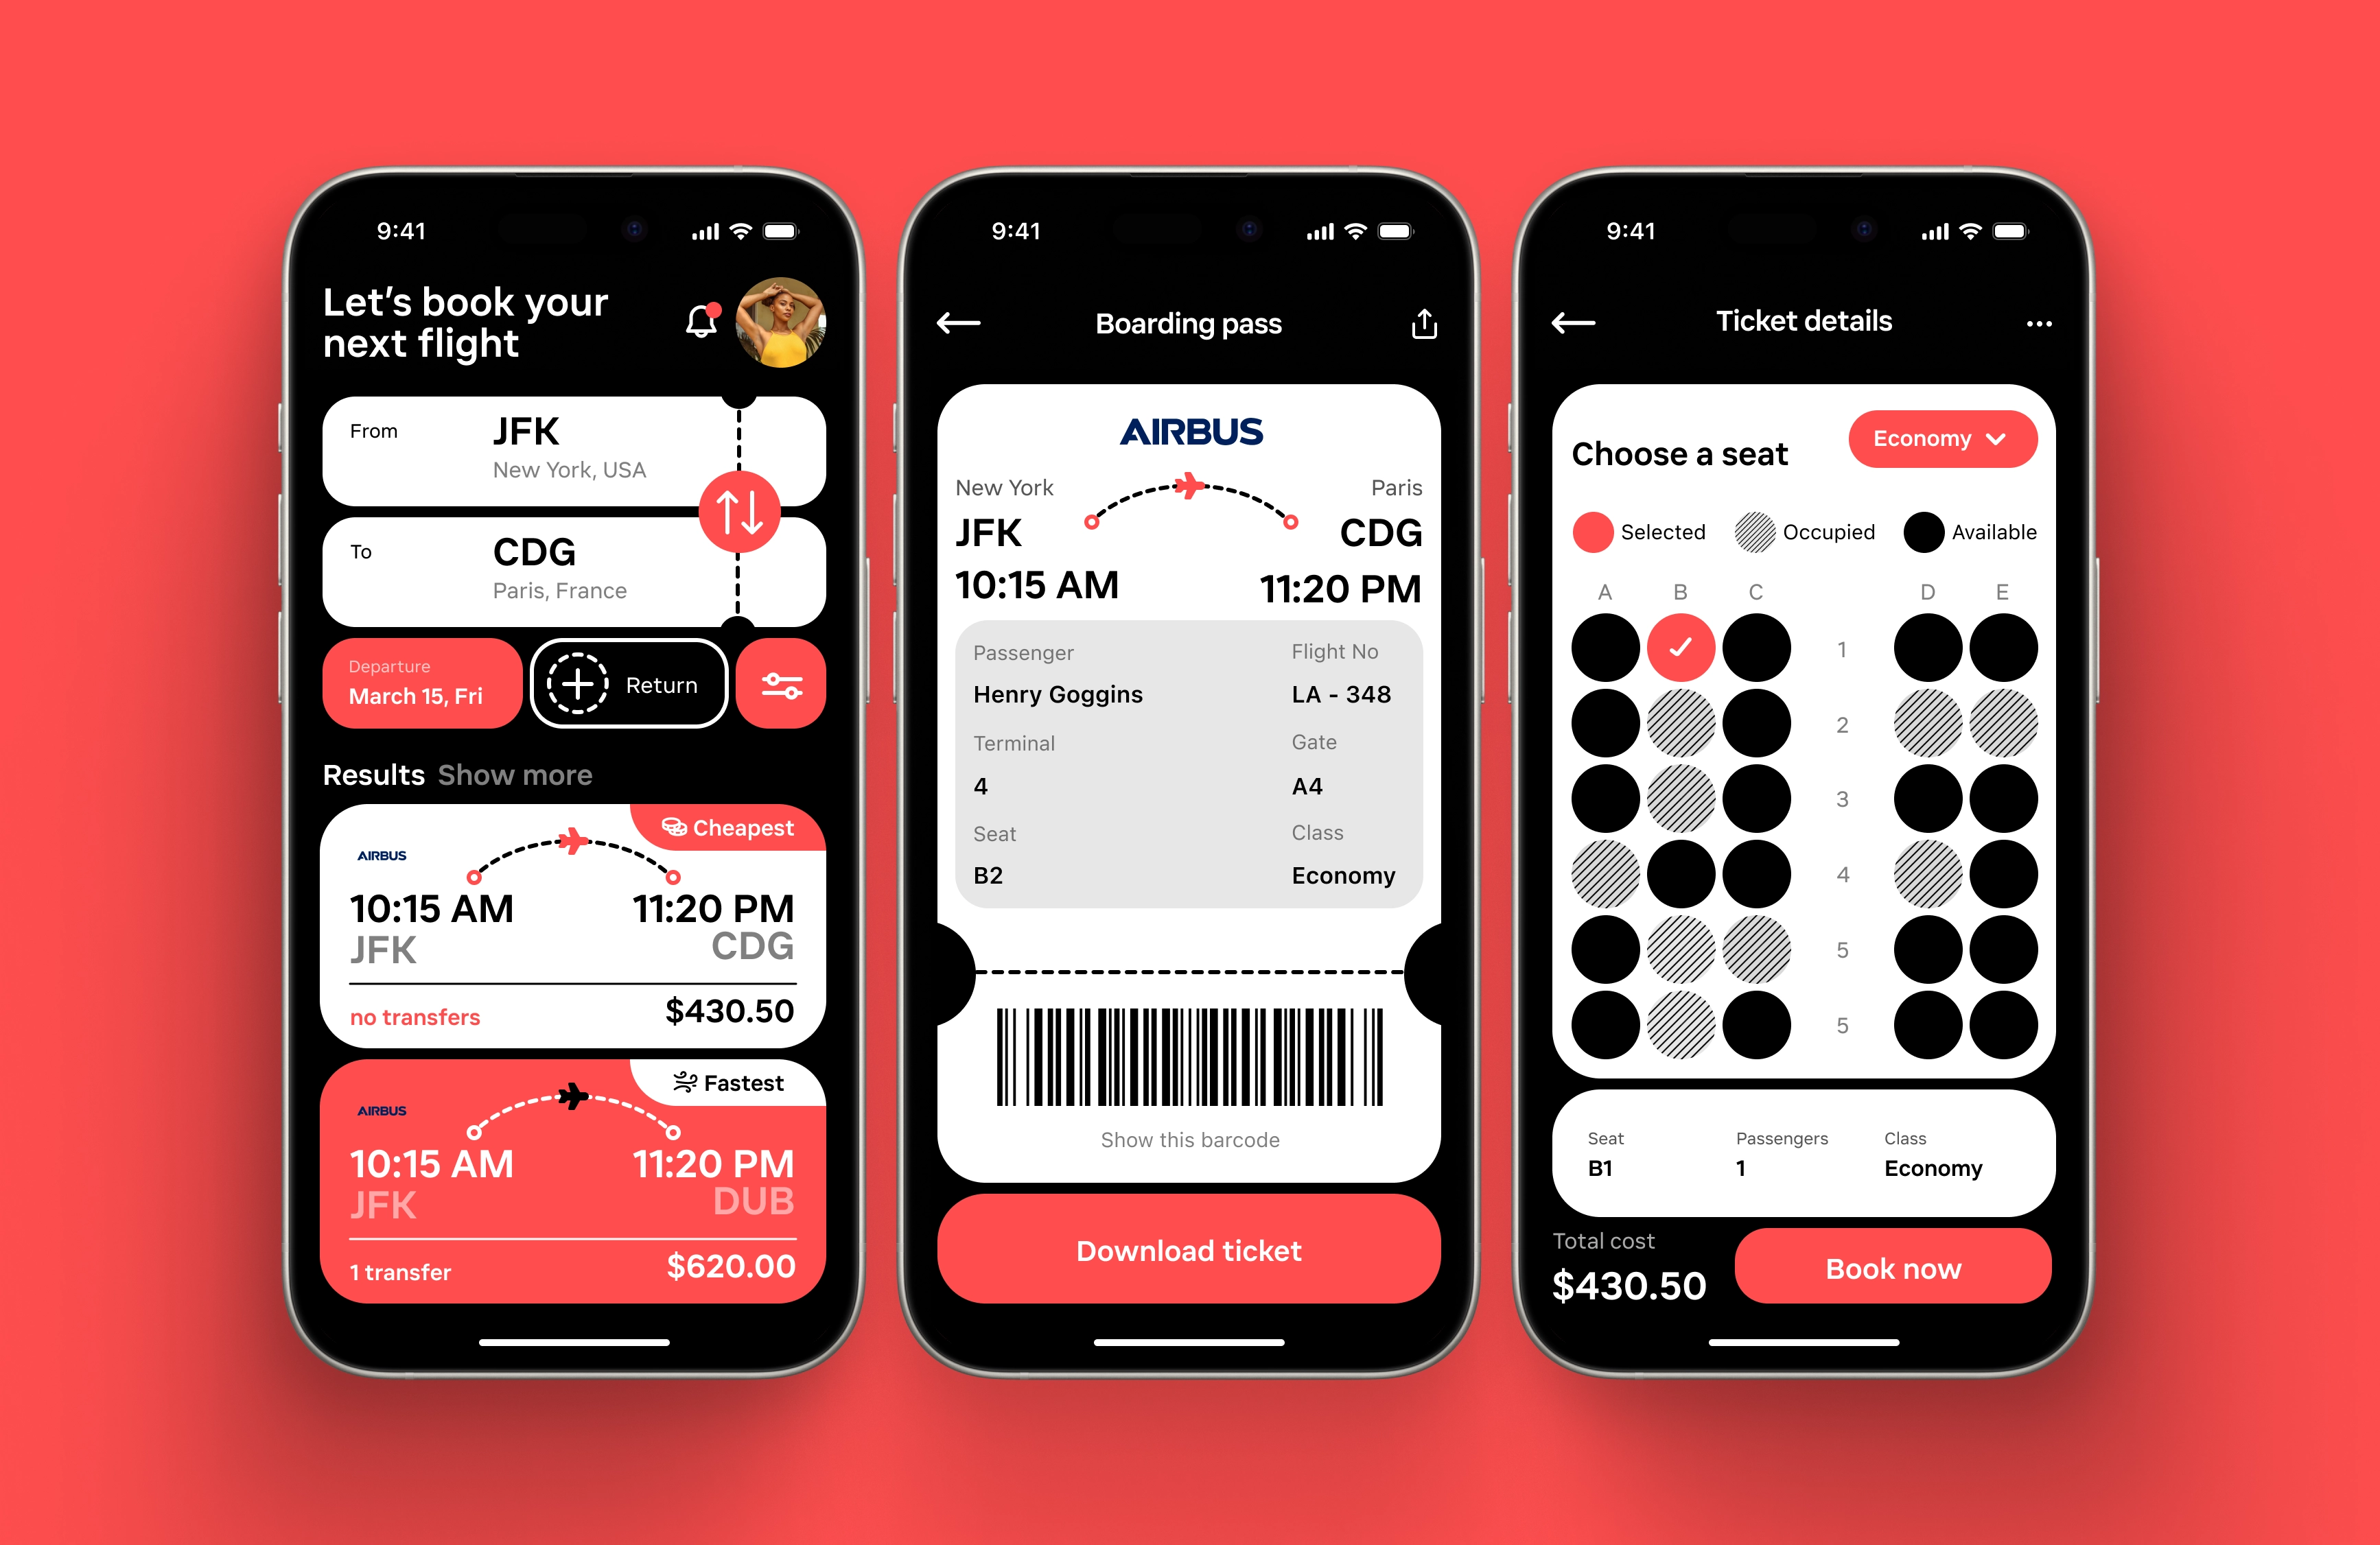 9:41
Let's book your
next flight
From
JFK
New York, USA
To
CDG
Paris, France
Departure
March 15, Fri
Return
Results Show more
Cheapest
AIRBUS
10:15 AM 11:20 PM
JFK CDG
no transfers $430.50
Fastest
AIRBUS
10:15 AM 11:20 PM
JFK DUB
1 transfer $620.00
9:41
Boarding pass
AIRBUS
New York Paris
JFK CDG
10:15 AM 11:20 PM
Passenger Flight No
Henry Goggins LA - 348
Terminal Gate
4 A4
Seat Class
B2 Economy
Show this barcode
Download ticket
9:41
Ticket details
Choose a seat Economy
Selected Occupied Available
A B C D E
1
2
3
4
5
5
Seat Passengers Class
B1 1 Economy
Total cost
$430.50
Book now